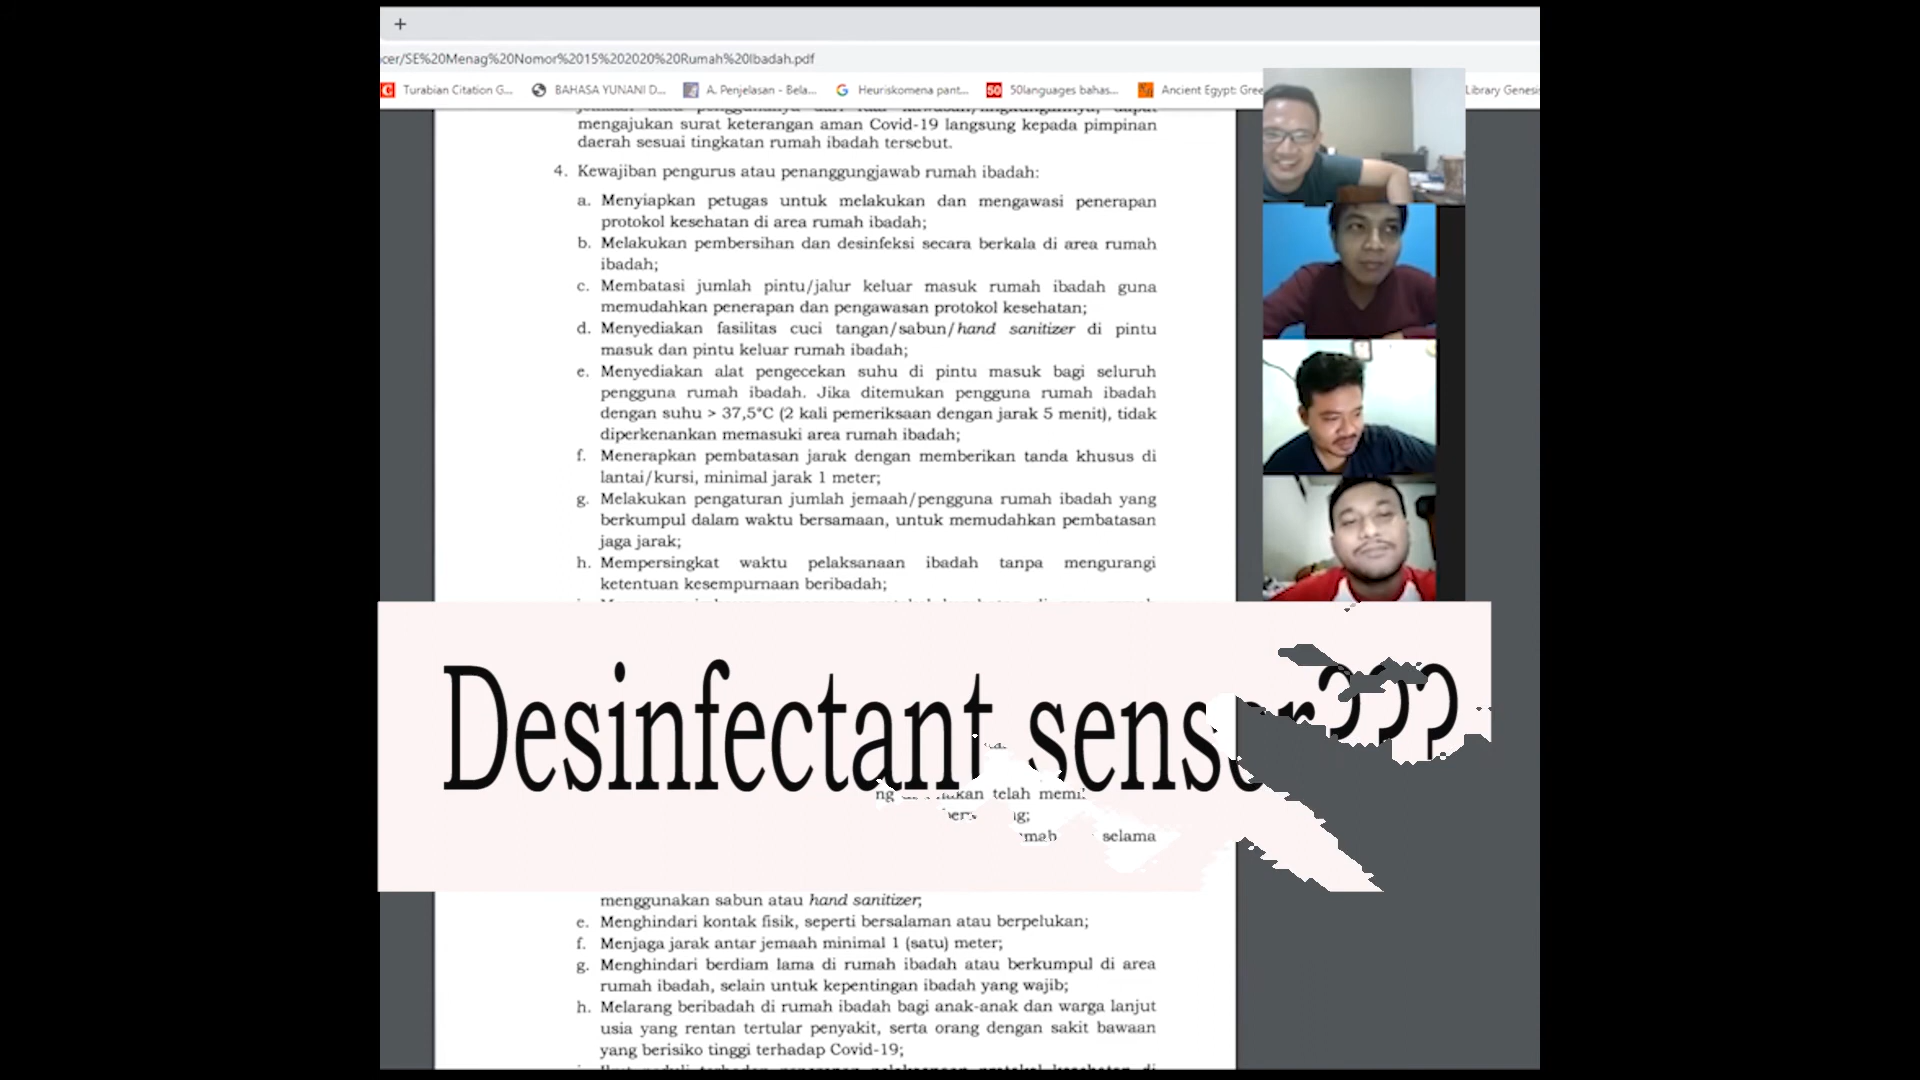 +
cer/SE%20Menag%20Nomor%2015%202020%20Rumah%20Ibadah.pdf
Turabian Citation G... BAHASA YUNANI D... A. Penjelasan - Bela... Heuriskomena pant... 50languages bahas... Ancient Egypt: Gree Library Genesis
mengajukan surat keterangan aman Covid-19 langsung kepada pimpinan
daerah sesuai tingkatan rumah ibadah tersebut.
4. Kewajiban pengurus atau penanggungjawab rumah ibadah:
a. Menyiapkan petugas untuk melakukan dan mengawasi penerapan
protokol kesehatan di area rumah ibadah;
b. Melakukan pembersihan dan desinfeksi secara berkala di area rumah
ibadah;
c. Membatasi jumlah pintu/jalur keluar masuk rumah ibadah guna
memudahkan penerapan dan pengawasan protokol kesehatan;
d. Menyediakan fasilitas cuci tangan/sabun/hand sanitizer di pintu
masuk dan pintu keluar rumah ibadah;
e. Menyediakan alat pengecekan suhu di pintu masuk bagi seluruh
pengguna rumah ibadah. Jika ditemukan pengguna rumah ibadah
dengan suhu > 37,5°C (2 kali pemeriksaan dengan jarak 5 menit), tidak
diperkenankan memasuki area rumah ibadah;
f. Menerapkan pembatasan jarak dengan memberikan tanda khusus di
lantai/kursi, minimal jarak 1 meter;
g. Melakukan pengaturan jumlah jemaah/pengguna rumah ibadah yang
berkumpul dalam waktu bersamaan, untuk memudahkan pembatasan
jaga jarak;
h. Mempersingkat waktu pelaksanaan ibadah tanpa mengurangi
ketentuan kesempurnaan beribadah;
Desinfectant senser???
telah
selama
menggunakan sabun atau hand sanitizer;
e. Menghindari kontak fisik, seperti bersalaman atau berpelukan;
f. Menjaga jarak antar jemaah minimal 1 (satu) meter;
g. Menghindari berdiam lama di rumah ibadah atau berkumpul di area
rumah ibadah, selain untuk kepentingan ibadah yang wajib;
h. Melarang beribadah di rumah ibadah bagi anak-anak dan warga lanjut
usia yang rentan tertular penyakit, serta orang dengan sakit bawaan
yang berisiko tinggi terhadap Covid-19;